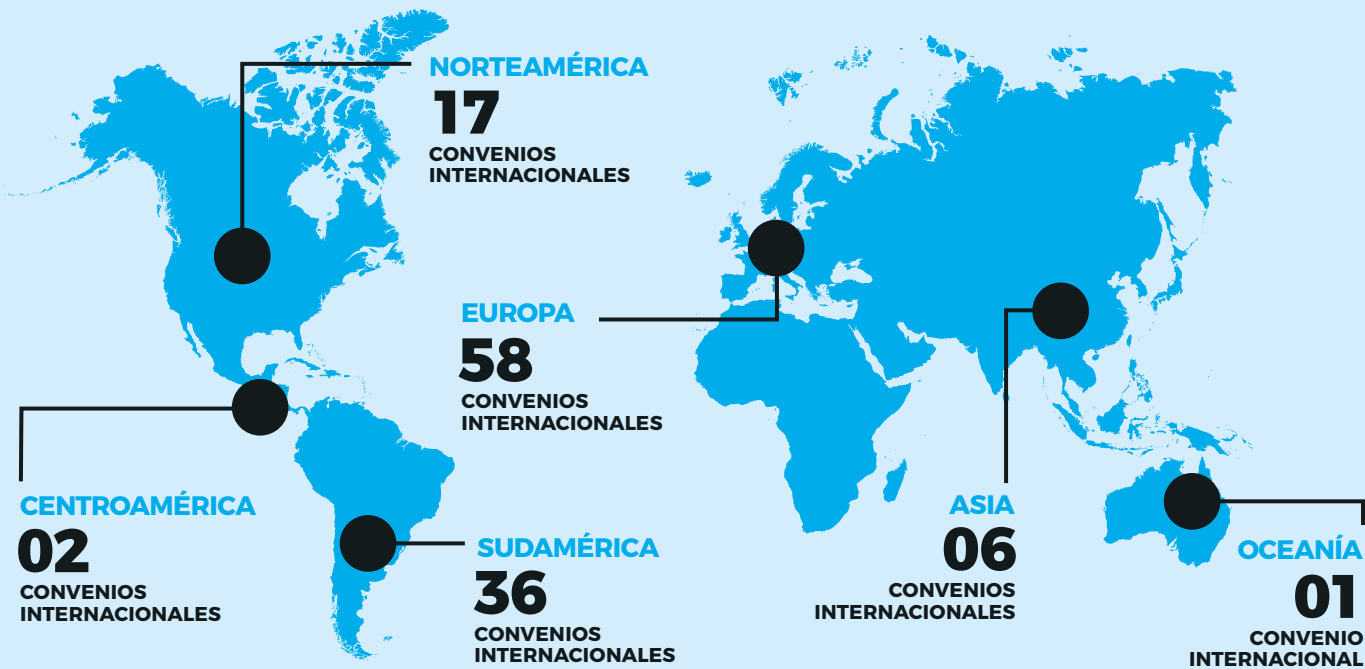 NORTEAMÉRICA
17
CONVENIOS
INTERNACIONALES
EUROPA
58
CONVENIOS
INTERNACIONALES
CENTROAMÉRICA
02
CONVENIOS
INTERNACIONALES
SUDAMÉRICA
36
CONVENIOS
INTERNACIONALES
ASIA
06
CONVENIOS
INTERNACIONALES
OCEANÍA
01
CONVENIO
INTERNACIONAL